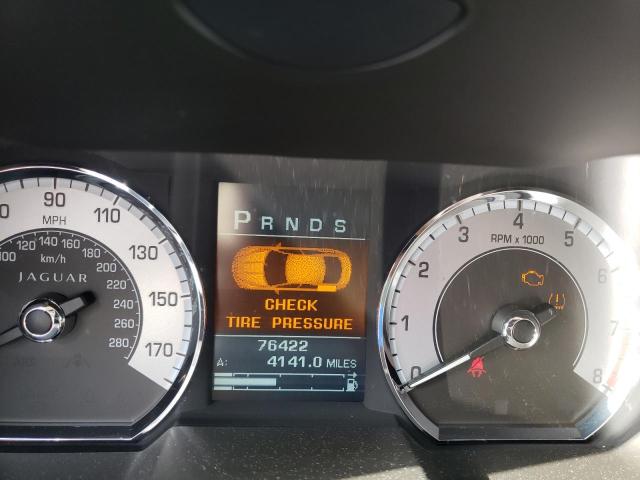 90
MPH
110
130
150
170
100 120 140 160 180
200
220
240
260
280
km/h
JAGUAR
P R N D S
CHECK
TIRE PRESSURE
76422
A: 4141.0 MILES
0
1
2
3
4
5
6
7
8
RPM x 1000